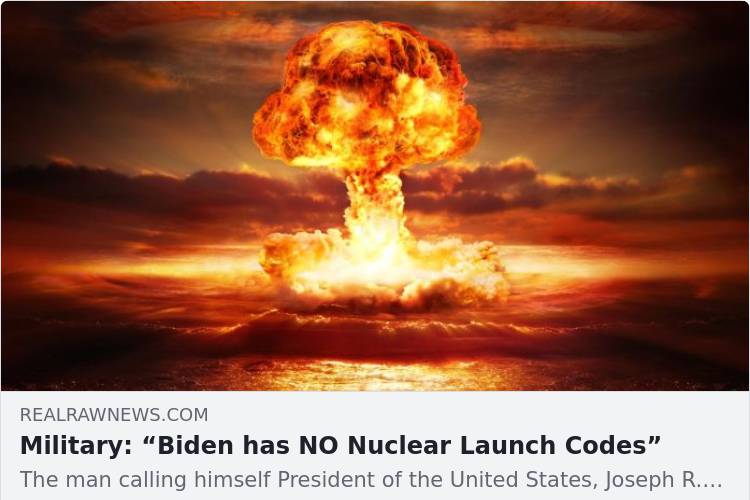 REALRAWNEWS.COM
Military: “Biden has NO Nuclear Launch Codes”
The man calling himself President of the United States, Joseph R....